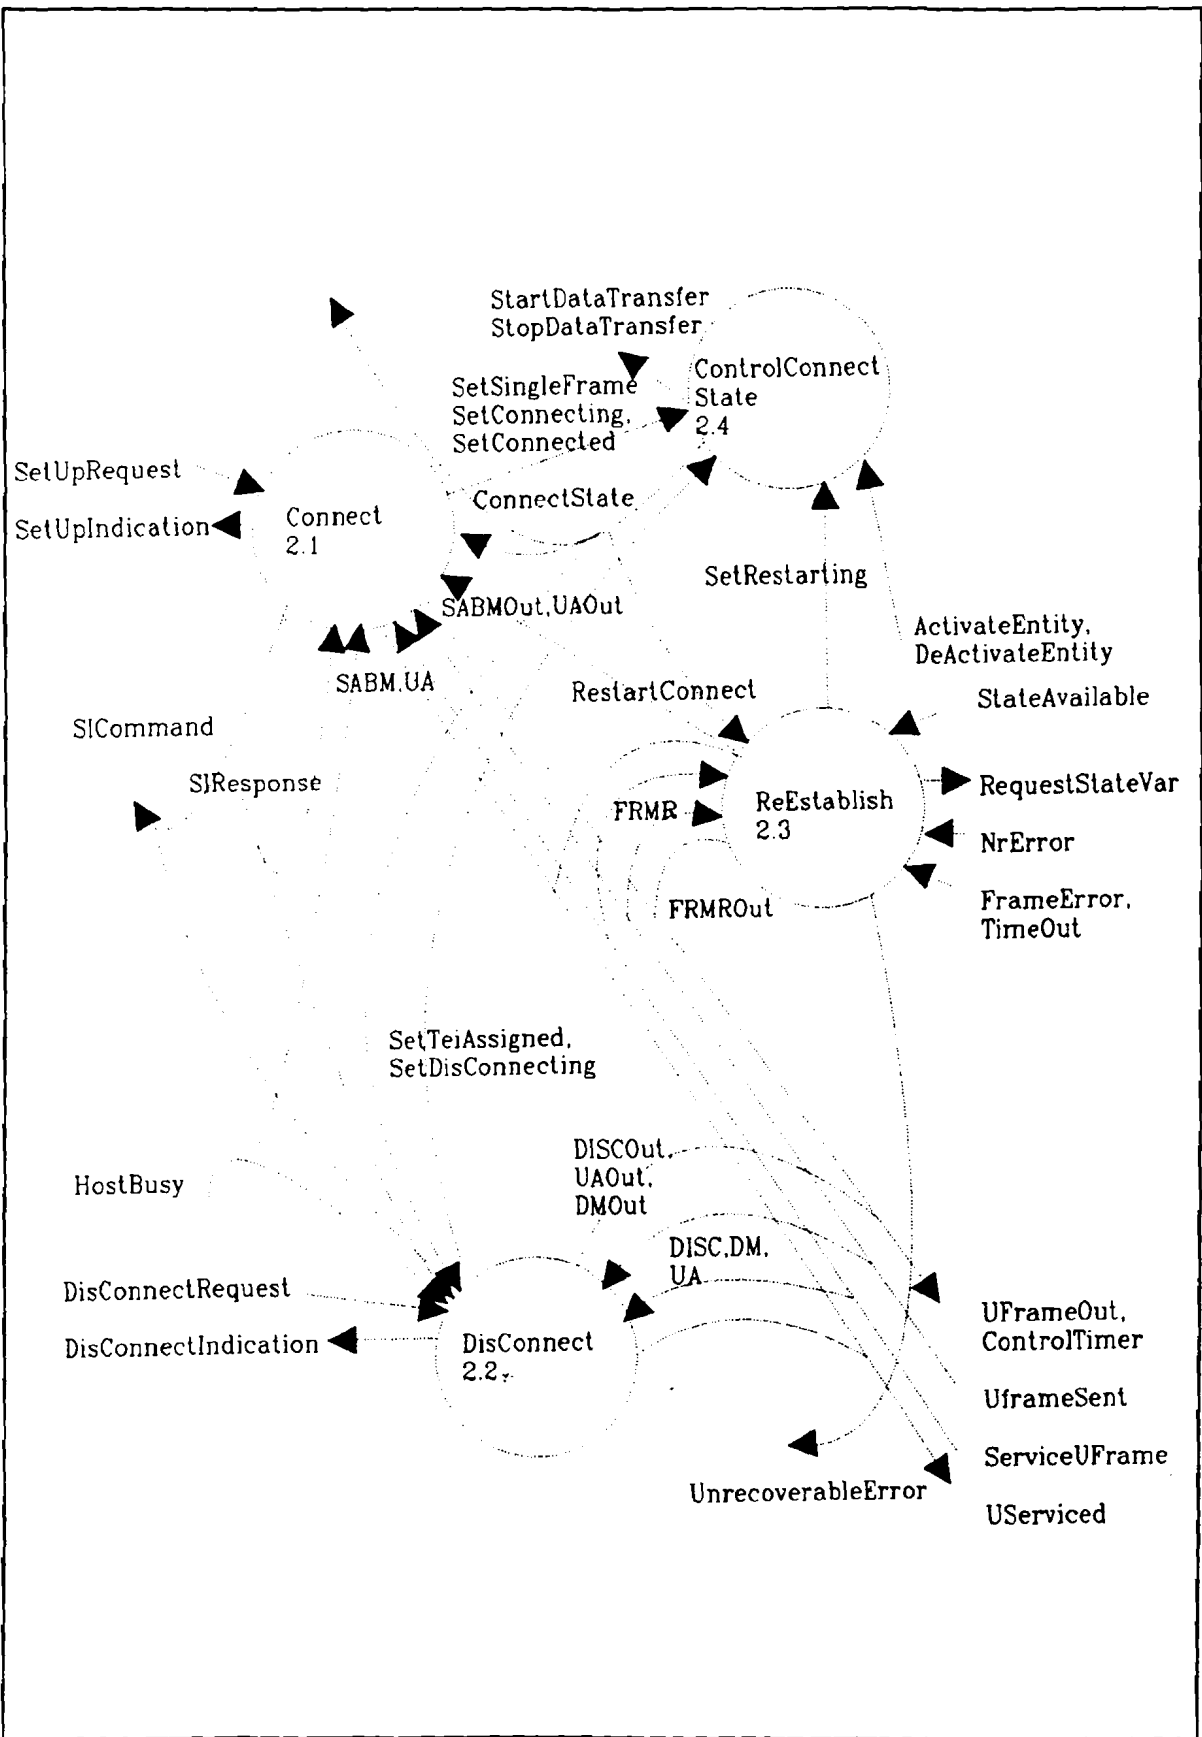 StartDataTransfer
StopDataTransfer
ControlConnect
State
2.4
SetSingleFrame
SetConnecting,
SetConnected
SetUpRequest
SetUpIndication
Connect
2.1
ConnectState
SetRestarting
SABMOut,UAOut
ActivateEntity,
DeActivateEntity
SABM,UA
RestartConnect
StateAvailable
SICommand
SIResponse
RequestStateVar
ReEstablish
2.3
FRMR
NrError
FRMROut
FrameError,
TimeOut
SetTeiAssigned,
SetDisConnecting
DISCOut,
UAOut,
DMOut
HostBusy
DISC,DM,
UA
DisConnectRequest
DisConnectIndication
DisConnect
2.2
UFrameOut,
ControlTimer
UframeSent
ServiceUFrame
UnrecoverableError
UServiced